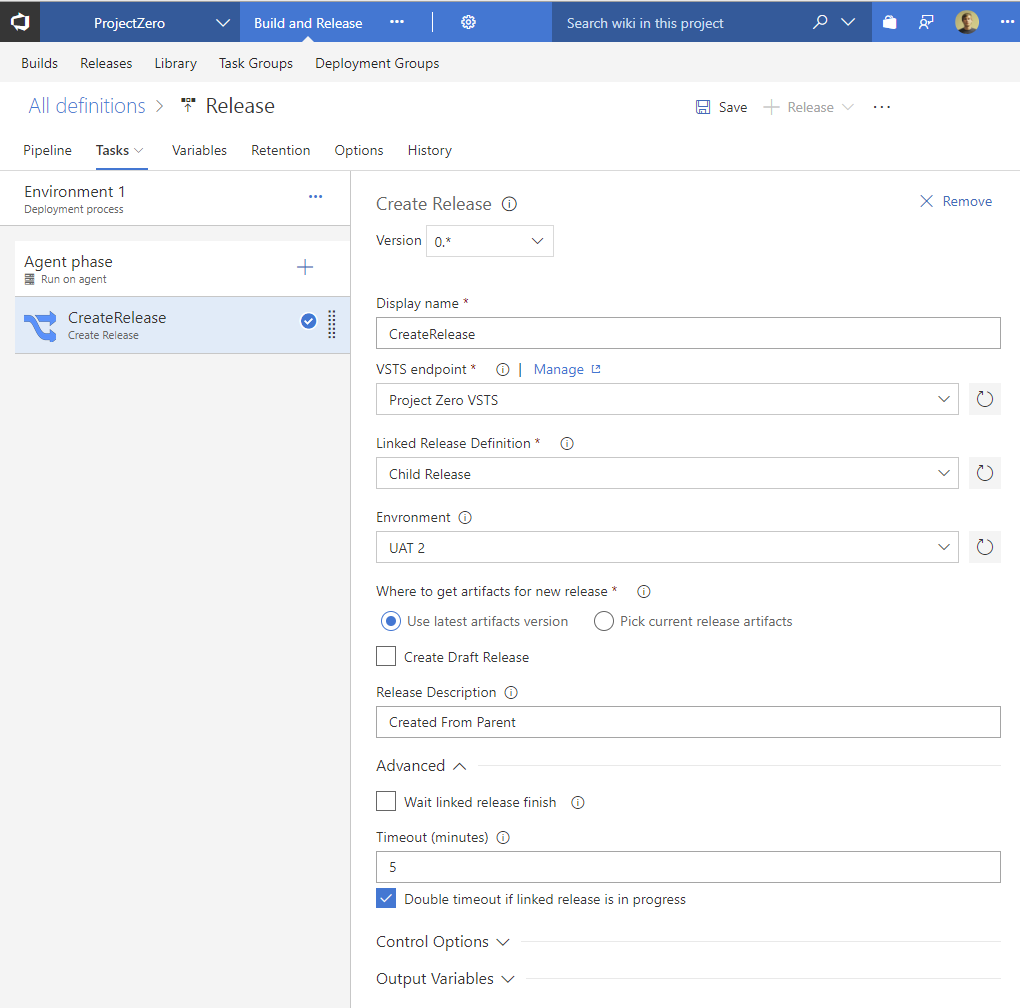 ProjectZero
Build and Release
Search wiki in this project
Builds Releases Library Task Groups Deployment Groups
All definitions > Release
Save
Release
Pipeline Tasks Variables Retention Options History
Environment 1
Deployment process
Agent phase
Run on agent
CreateRelease
Create Release
Create Release
Remove
Version 0.*
Display name *
CreateRelease
VSTS endpoint * | Manage
Project Zero VSTS
Linked Release Definition *
Child Release
Envronment
UAT 2
Where to get artifacts for new release *
Use latest artifacts version Pick current release artifacts
Create Draft Release
Release Description
Created From Parent
Advanced
Wait linked release finish
Timeout (minutes)
5
Double timeout if linked release is in progress
Control Options
Output Variables